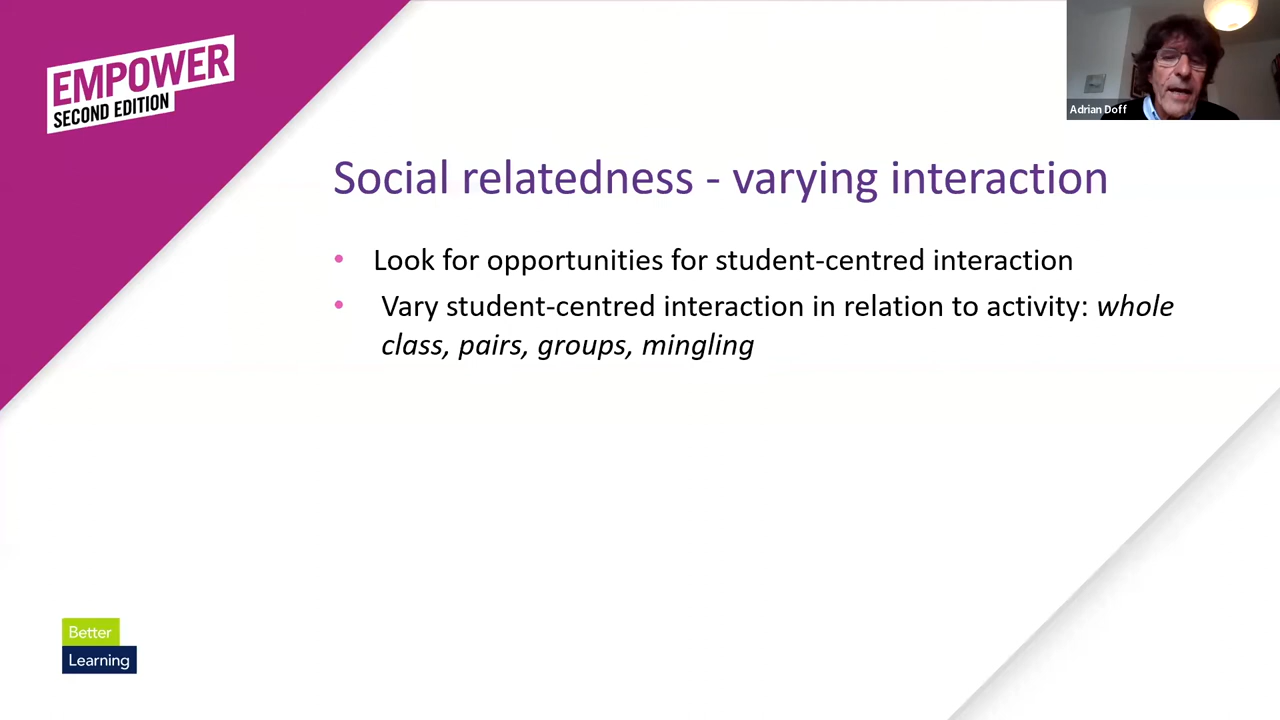 EMPOWER
SECOND EDITION
Adrian Doff
Social relatedness - varying interaction
• Look for opportunities for student-centred interaction
• Vary student-centred interaction in relation to activity: whole
class, pairs, groups, mingling
Better
Learning